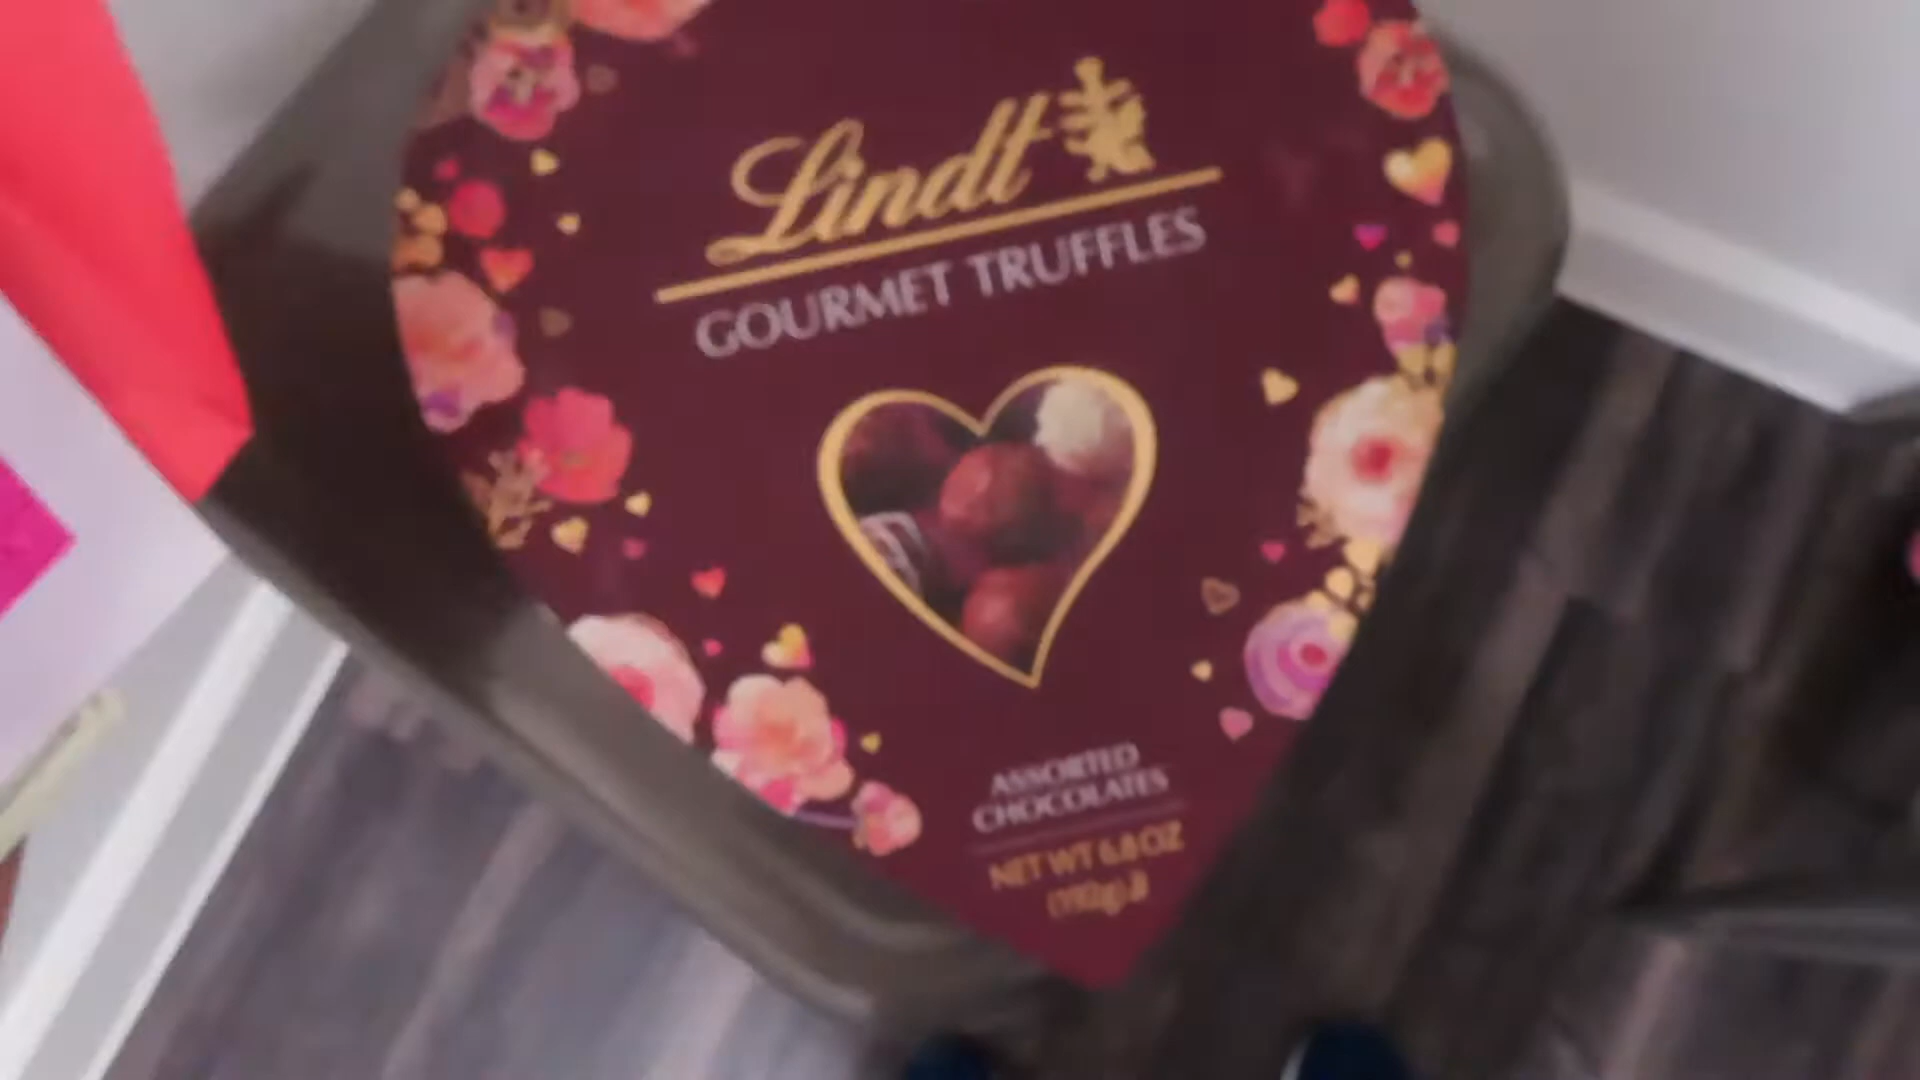 Lindt
GOURMET TRUFFLES
ASSORTED
CHOCOLATES
NET WT 6.8 OZ